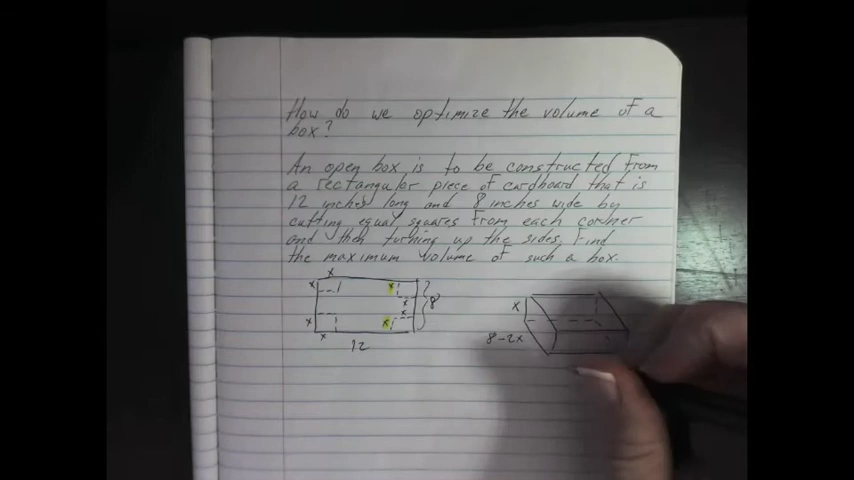 How do we optimize the volume of a
box?
An open box is to be constructed from
a rectangular piece of cardboard that is
12 inches long and 8 inches wide by
cutting equal squares from each corner
and then turning up the sides. Find
the maximum volume of such a box.
x
x x
x 8
x
x x
x
12
x
8-2x